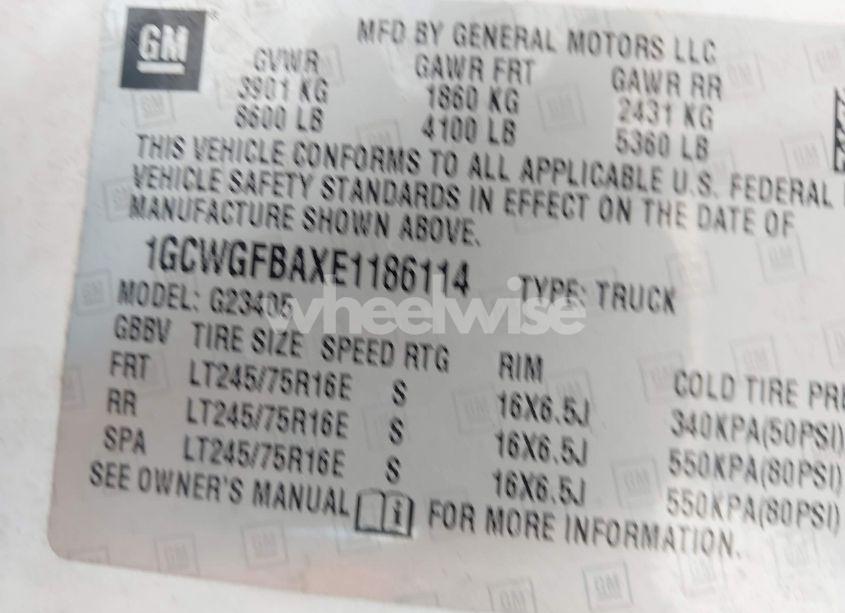 GM
MFD BY GENERAL MOTORS LLC
GVWR GAWR FRT GAWR RR
3901 KG 1860 KG 2431 KG
8600 LB 4100 LB 5360 LB
THIS VEHICLE CONFORMS TO ALL APPLICABLE U.S. FEDERAL
VEHICLE SAFETY STANDARDS IN EFFECT ON THE DATE OF
MANUFACTURE SHOWN ABOVE.
1GCWGFBAXE1186114 TYPE: TRUCK
MODEL: G23405
wheelwise
GBBV TIRE SIZE SPEED RTG RIM COLD TIRE PRE
FRT LT245/75R16E S 16X6.5J 340KPA(50PSI)
RR LT245/75R16E S 16X6.5J 550KPA(80PSI)
SPA LT245/75R16E S 16X6.5J 550KPA(80PSI)
SEE OWNER'S MANUAL i FOR MORE INFORMATION.